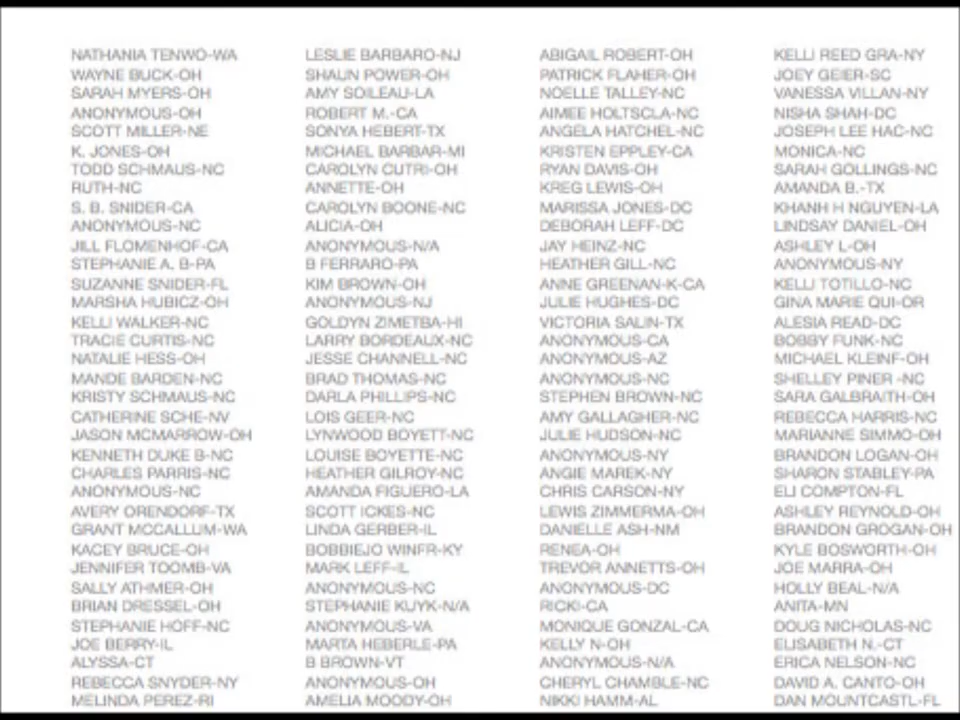 NATHANIA TENWO-WA
WAYNE BUCK-OH
SARAH MYERS-OH
ANONYMOUS-OH
SCOTT MILLER-NE
K. JONES-OH
TODD SCHMAUS-NC
RUTH-NC
S. B. SNIDER-CA
ANONYMOUS-NC
JILL FLOMENHOF-CA
STEPHANIE A. B-PA
SUZANNE SNIDER-FL
MARSHA HUBICZ-OH
KELLI WALKER-NC
TRACIE CURTIS-NC
NATALIE HESS-OH
MANDE BARDEN-NC
KRISTY SCHMAUS-NC
CATHERINE SCHE-NV
JASON MCMARROW-OH
KENNETH DUKE B-NC
CHARLES PARRIS-NC
ANONYMOUS-NC
AVERY ORENDORF-TX
GRANT MCCALLUM-WA
KACEY BRUCE-OH
JENNIFER TOOMB-VA
SALLY ATHMER-OH
BRIAN DRESSEL-OH
STEPHANIE HOFF-NC
JOE BERRY-IL
ALYSSA-CT
REBECCA SNYDER-NY
MELINDA PEREZ-RI
LESLIE BARBARO-NJ
SHAUN POWER-OH
AMY SOILEAU-LA
ROBERT M.-CA
SONYA HEBERT-TX
MICHAEL BARBAR-MI
CAROLYN CUTRI-OH
ANNETTE-OH
CAROLYN BOONE-NC
ALICIA-OH
ANONYMOUS-N/A
B FERRARO-PA
KIM BROWN-OH
ANONYMOUS-NJ
GOLDYN ZIMETBA-HI
LARRY BORDEAUX-NC
JESSE CHANNELL-NC
BRAD THOMAS-NC
DARLA PHILLIPS-NC
LOIS GEER-NC
LYNWOOD BOYETT-NC
LOUISE BOYETTE-NC
HEATHER GILROY-NC
AMANDA FIGUERO-LA
SCOTT ICKES-NC
LINDA GERBER-IL
BOBBIEJO WINFR-KY
MARK LEFF-IL
ANONYMOUS-NC
STEPHANIE KUYK-N/A
ANONYMOUS-VA
MARTA HEBERLE-PA
B BROWN-VT
ANONYMOUS-OH
AMELIA MOODY-OH
ABIGAIL ROBERT-OH
PATRICK FLAHER-OH
NOELLE TALLEY-NC
AIMEE HOLTSCLA-NC
ANGELA HATCHEL-NC
KRISTEN EPPLEY-CA
RYAN DAVIS-OH
KREG LEWIS-OH
MARISSA JONES-DC
DEBORAH LEFF-DC
JAY HEINZ-NC
HEATHER GILL-NC
ANNE GREENAN-K-CA
JULIE HUGHES-DC
VICTORIA SALIN-TX
ANONYMOUS-CA
ANONYMOUS-AZ
ANONYMOUS-NC
STEPHEN BROWN-NC
AMY GALLAGHER-NC
JULIE HUDSON-NC
ANONYMOUS-NY
ANGIE MAREK-NY
CHRIS CARSON-NY
LEWIS ZIMMERMA-OH
DANIELLE ASH-NM
RENEA-OH
TREVOR ANNETTS-OH
ANONYMOUS-DC
RICKI-CA
MONIQUE GONZAL-CA
KELLY N-OH
ANONYMOUS-N/A
CHERYL CHAMBLE-NC
NIKKI HAMM-AL
KELLI REED GRA-NY
JOEY GEIER-SC
VANESSA VILLAN-NY
NISHA SHAH-DC
JOSEPH LEE HAC-NC
MONICA-NC
SARAH GOLLINGS-NC
AMANDA B.-TX
KHANH H NGUYEN-LA
LINDSAY DANIEL-OH
ASHLEY L-OH
ANONYMOUS-NY
KELLI TOTILLO-NC
GINA MARIE QUI-OR
ALESIA READ-DC
BOBBY FUNK-NC
MICHAEL KLEINF-OH
SHELLEY PINER -NC
SARA GALBRAITH-OH
REBECCA HARRIS-NC
MARIANNE SIMMO-OH
BRANDON LOGAN-OH
SHARON STABLEY-PA
ELI COMPTON-FL
ASHLEY REYNOLD-OH
BRANDON GROGAN-OH
KYLE BOSWORTH-OH
JOE MARRA-OH
HOLLY BEAL-N/A
ANITA-MN
DOUG NICHOLAS-NC
ELISABETH N.-CT
ERICA NELSON-NC
DAVID A. CANTO-OH
DAN MOUNTCASTL-FL